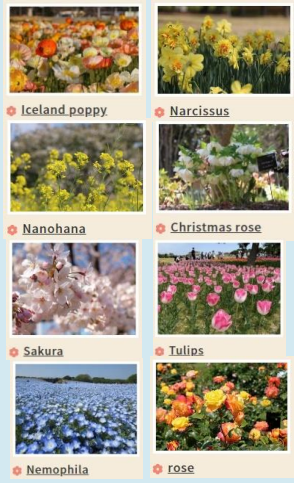 Iceland poppy
Narcissus
Nanohana
Christmas rose
Sakura
Tulips
Nemophila
rose